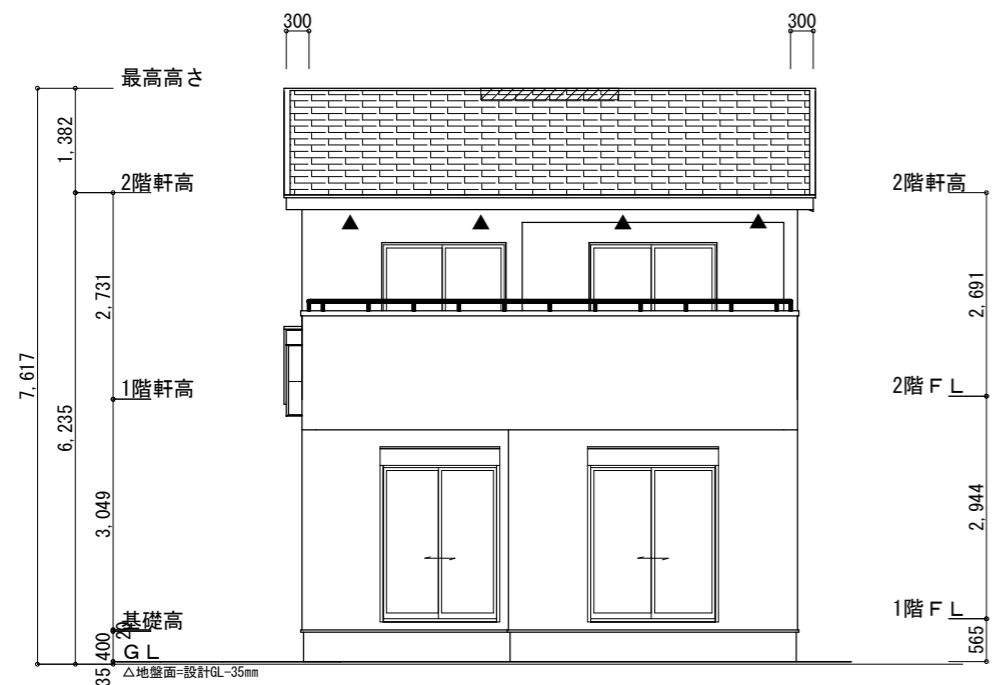 300
300
最高高さ
1,382
2階軒高
2階軒高
2,731
2,691
7,617
6,235
1階軒高
2階ＦＬ
3,049
2,944
基礎高
1階ＦＬ
20
400
565
ＧＬ
35
△地盤面=設計GL-35mm